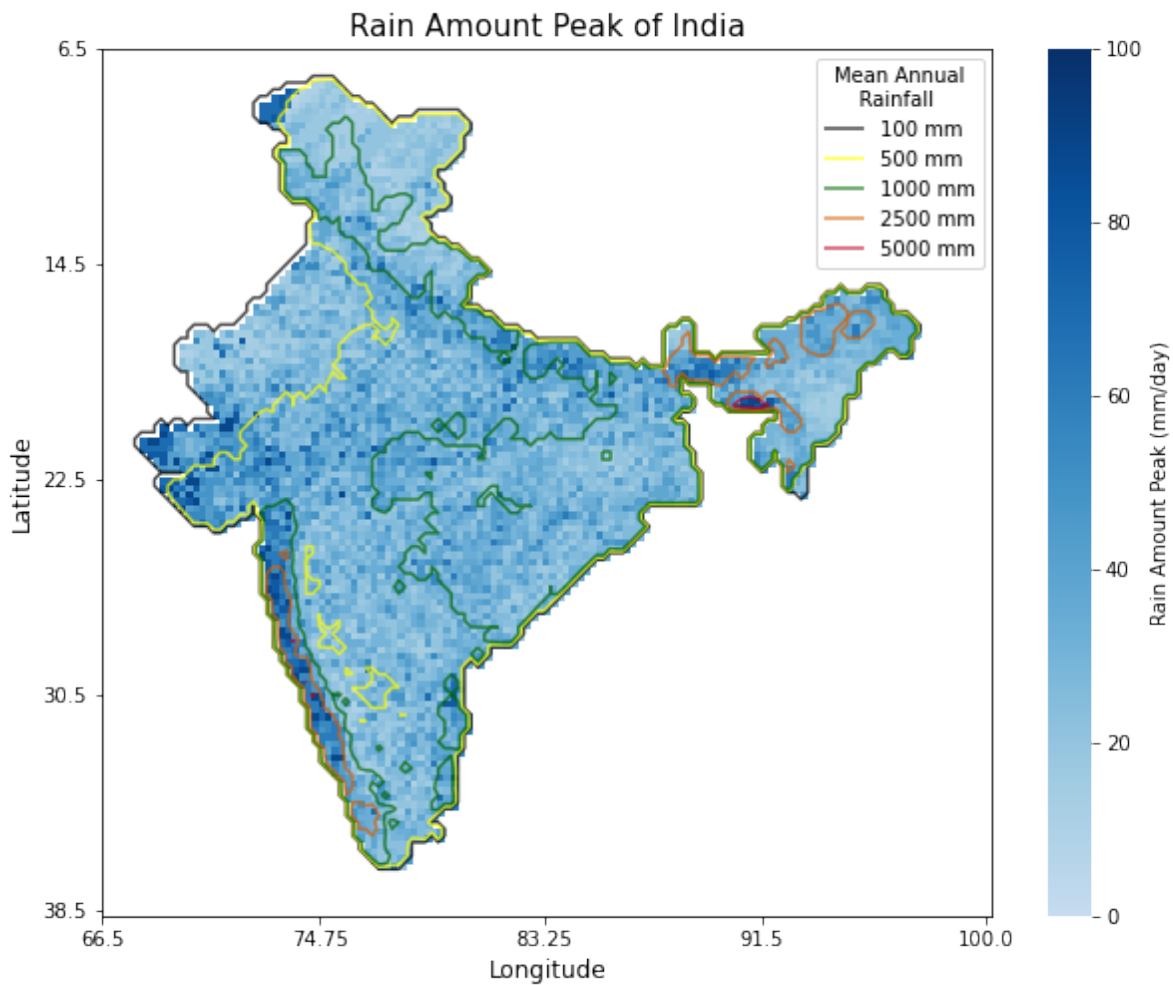 Rain Amount Peak of India
6.5
14.5
22.5
30.5
38.5
Latitude
66.5
74.75
83.25
91.5
100.0
Longitude
Mean Annual
Rainfall
100 mm
500 mm
1000 mm
2500 mm
5000 mm
100
80
60
40
20
0
Rain Amount Peak (mm/day)